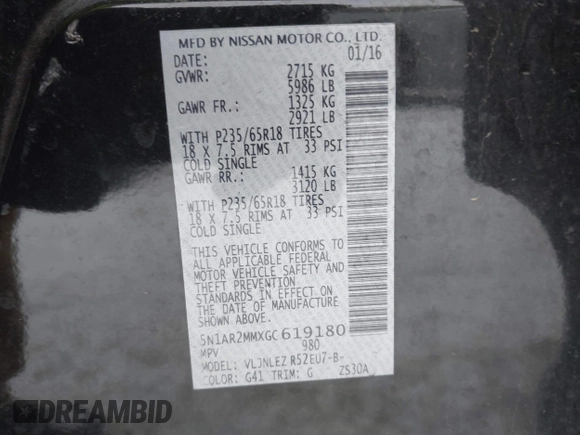 MFD BY NISSAN MOTOR CO., LTD.
DATE: 01/16
GVWR: 2715 KG
5986 LB
GAWR FR.: 1325 KG
2921 LB
WITH P235/65R18 TIRES
18 X 7.5 RIMS AT 33 PSI
COLD SINGLE
GAWR RR.: 1415 KG
3120 LB
WITH P235/65R18 TIRES
18 X 7.5 RIMS AT 33 PSI
COLD SINGLE
THIS VEHICLE CONFORMS TO
ALL APPLICABLE FEDERAL
MOTOR VEHICLE SAFETY AND
THEFT PREVENTION
STANDARDS IN EFFECT ON
THE DATE OF MANUFACTURE
SHOWN ABOVE.
5N1AR2MMXGC619180
MPV 980
MODEL: VLJNLEZ R52EU7-B-
COLOR: G41 TRIM: G ZS30A
DREAMBID